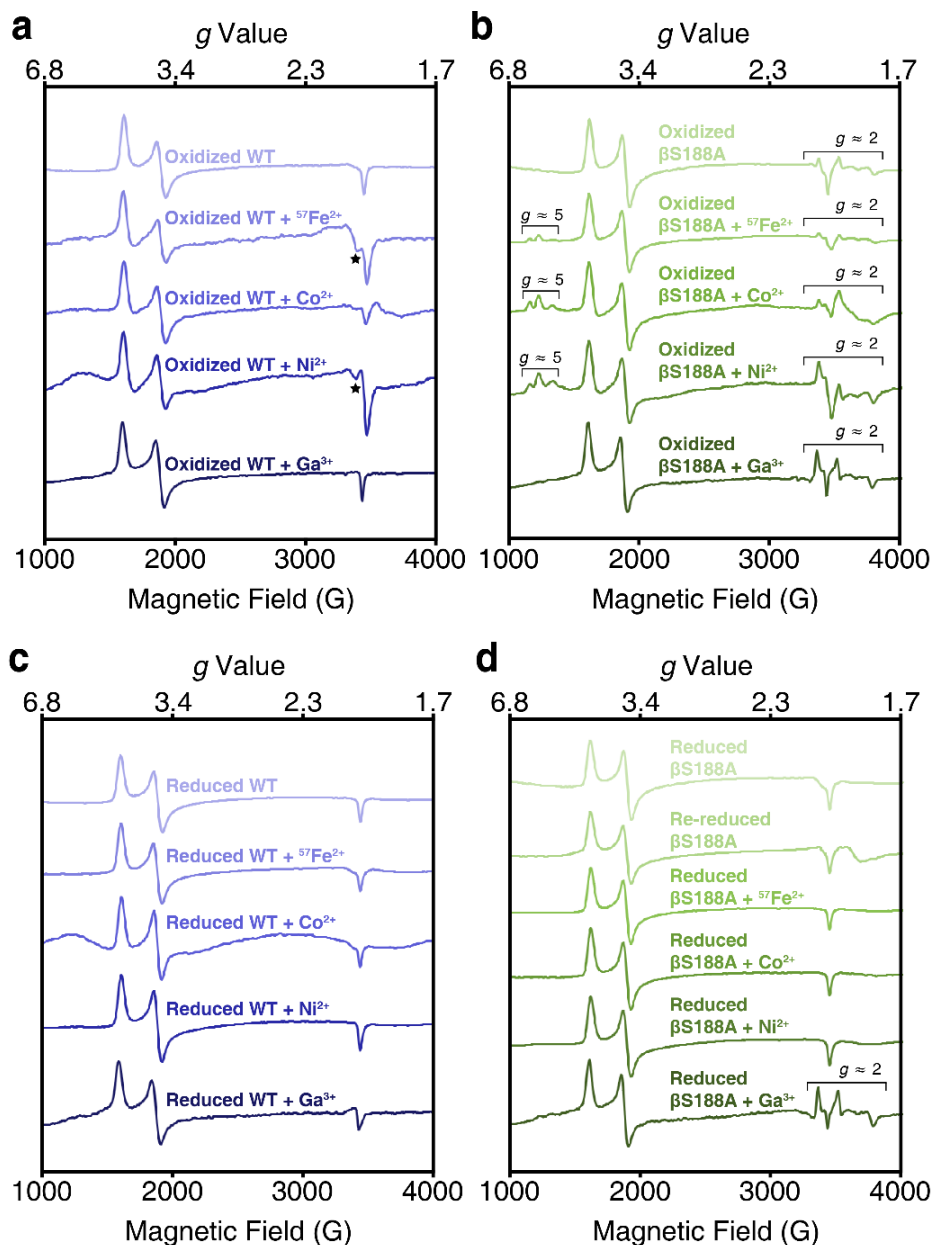 a
g Value
6.8 3.4 2.3 1.7
Oxidized WT
Oxidized WT + ⁵⁷Fe²⁺
★
Oxidized WT + Co²⁺
Oxidized WT + Ni²⁺
★
Oxidized WT + Ga³⁺
1000 2000 3000 4000
Magnetic Field (G)
b
g Value
6.8 3.4 2.3 1.7
Oxidized
βS188A
g ≈ 2
Oxidized
βS188A + ⁵⁷Fe²⁺
g ≈ 5
g ≈ 2
Oxidized
βS188A + Co²⁺
g ≈ 5
g ≈ 2
Oxidized
βS188A + Ni²⁺
g ≈ 5
g ≈ 2
Oxidized
βS188A + Ga³⁺
g ≈ 2
1000 2000 3000 4000
Magnetic Field (G)
c
g Value
6.8 3.4 2.3 1.7
Reduced WT
Reduced WT + ⁵⁷Fe²⁺
Reduced WT + Co²⁺
Reduced WT + Ni²⁺
Reduced WT + Ga³⁺
1000 2000 3000 4000
Magnetic Field (G)
d
g Value
6.8 3.4 2.3 1.7
Reduced
βS188A
Re-reduced
βS188A
Reduced
βS188A + ⁵⁷Fe²⁺
Reduced
βS188A + Co²⁺
Reduced
βS188A + Ni²⁺
Reduced
βS188A + Ga³⁺
g ≈ 2
1000 2000 3000 4000
Magnetic Field (G)